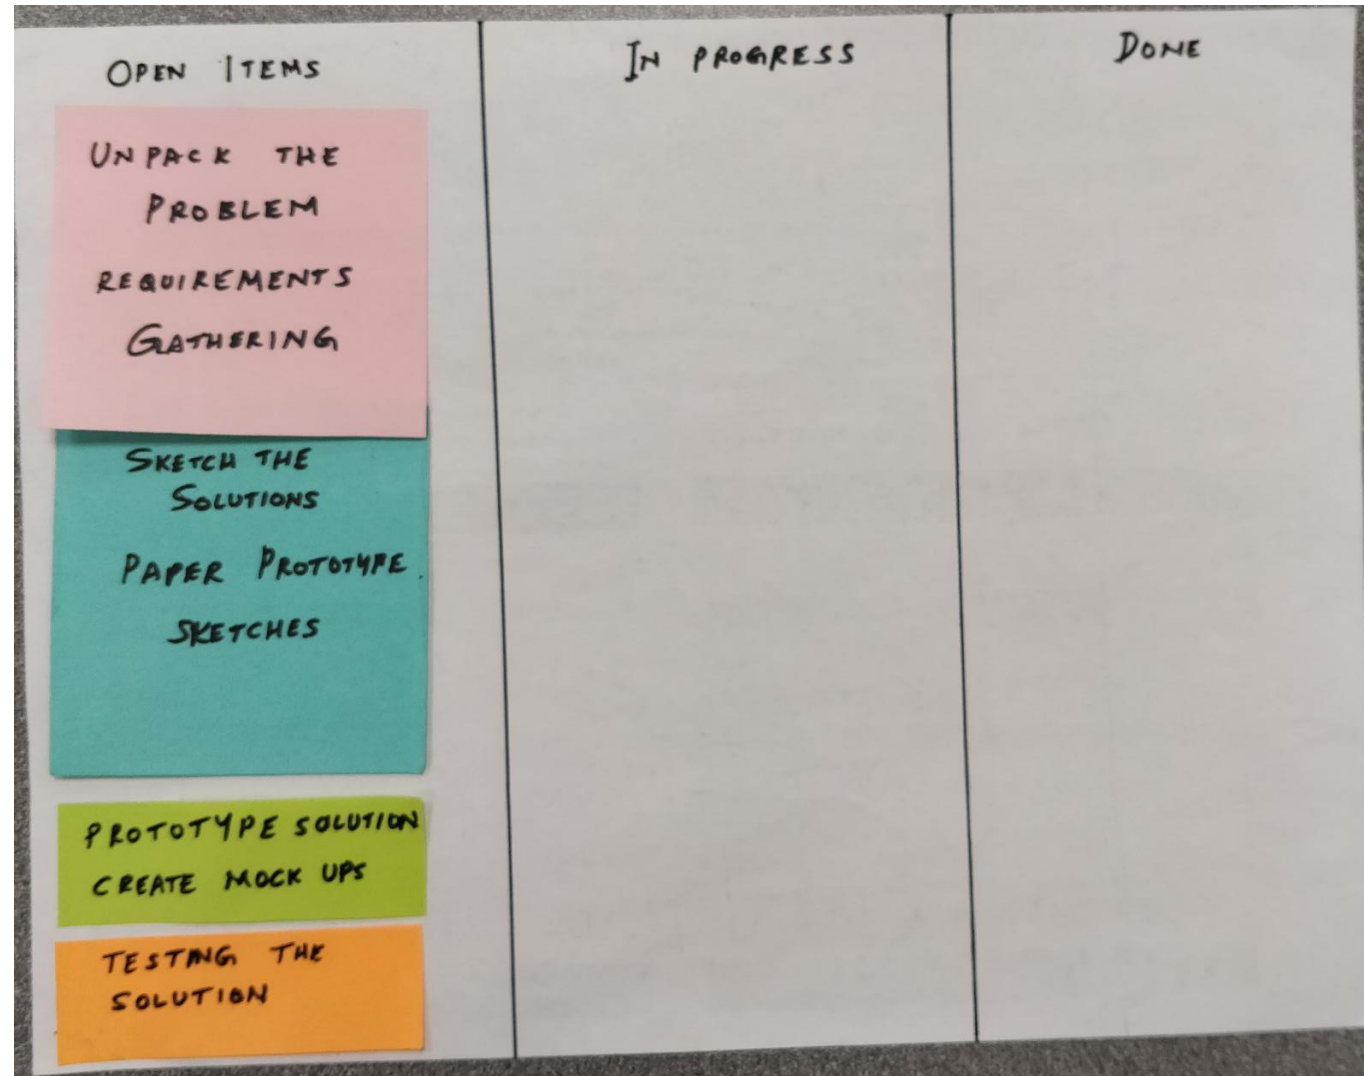 OPEN ITEMS
UNPACK THE
PROBLEM
REQUIREMENTS
GATHERING
SKETCH THE
SOLUTIONS
PAPER PROTOTYPE.
SKETCHES
PROTOTYPE SOLUTION
CREATE MOCK UPS
TESTING THE
SOLUTION
IN PROGRESS
DONE